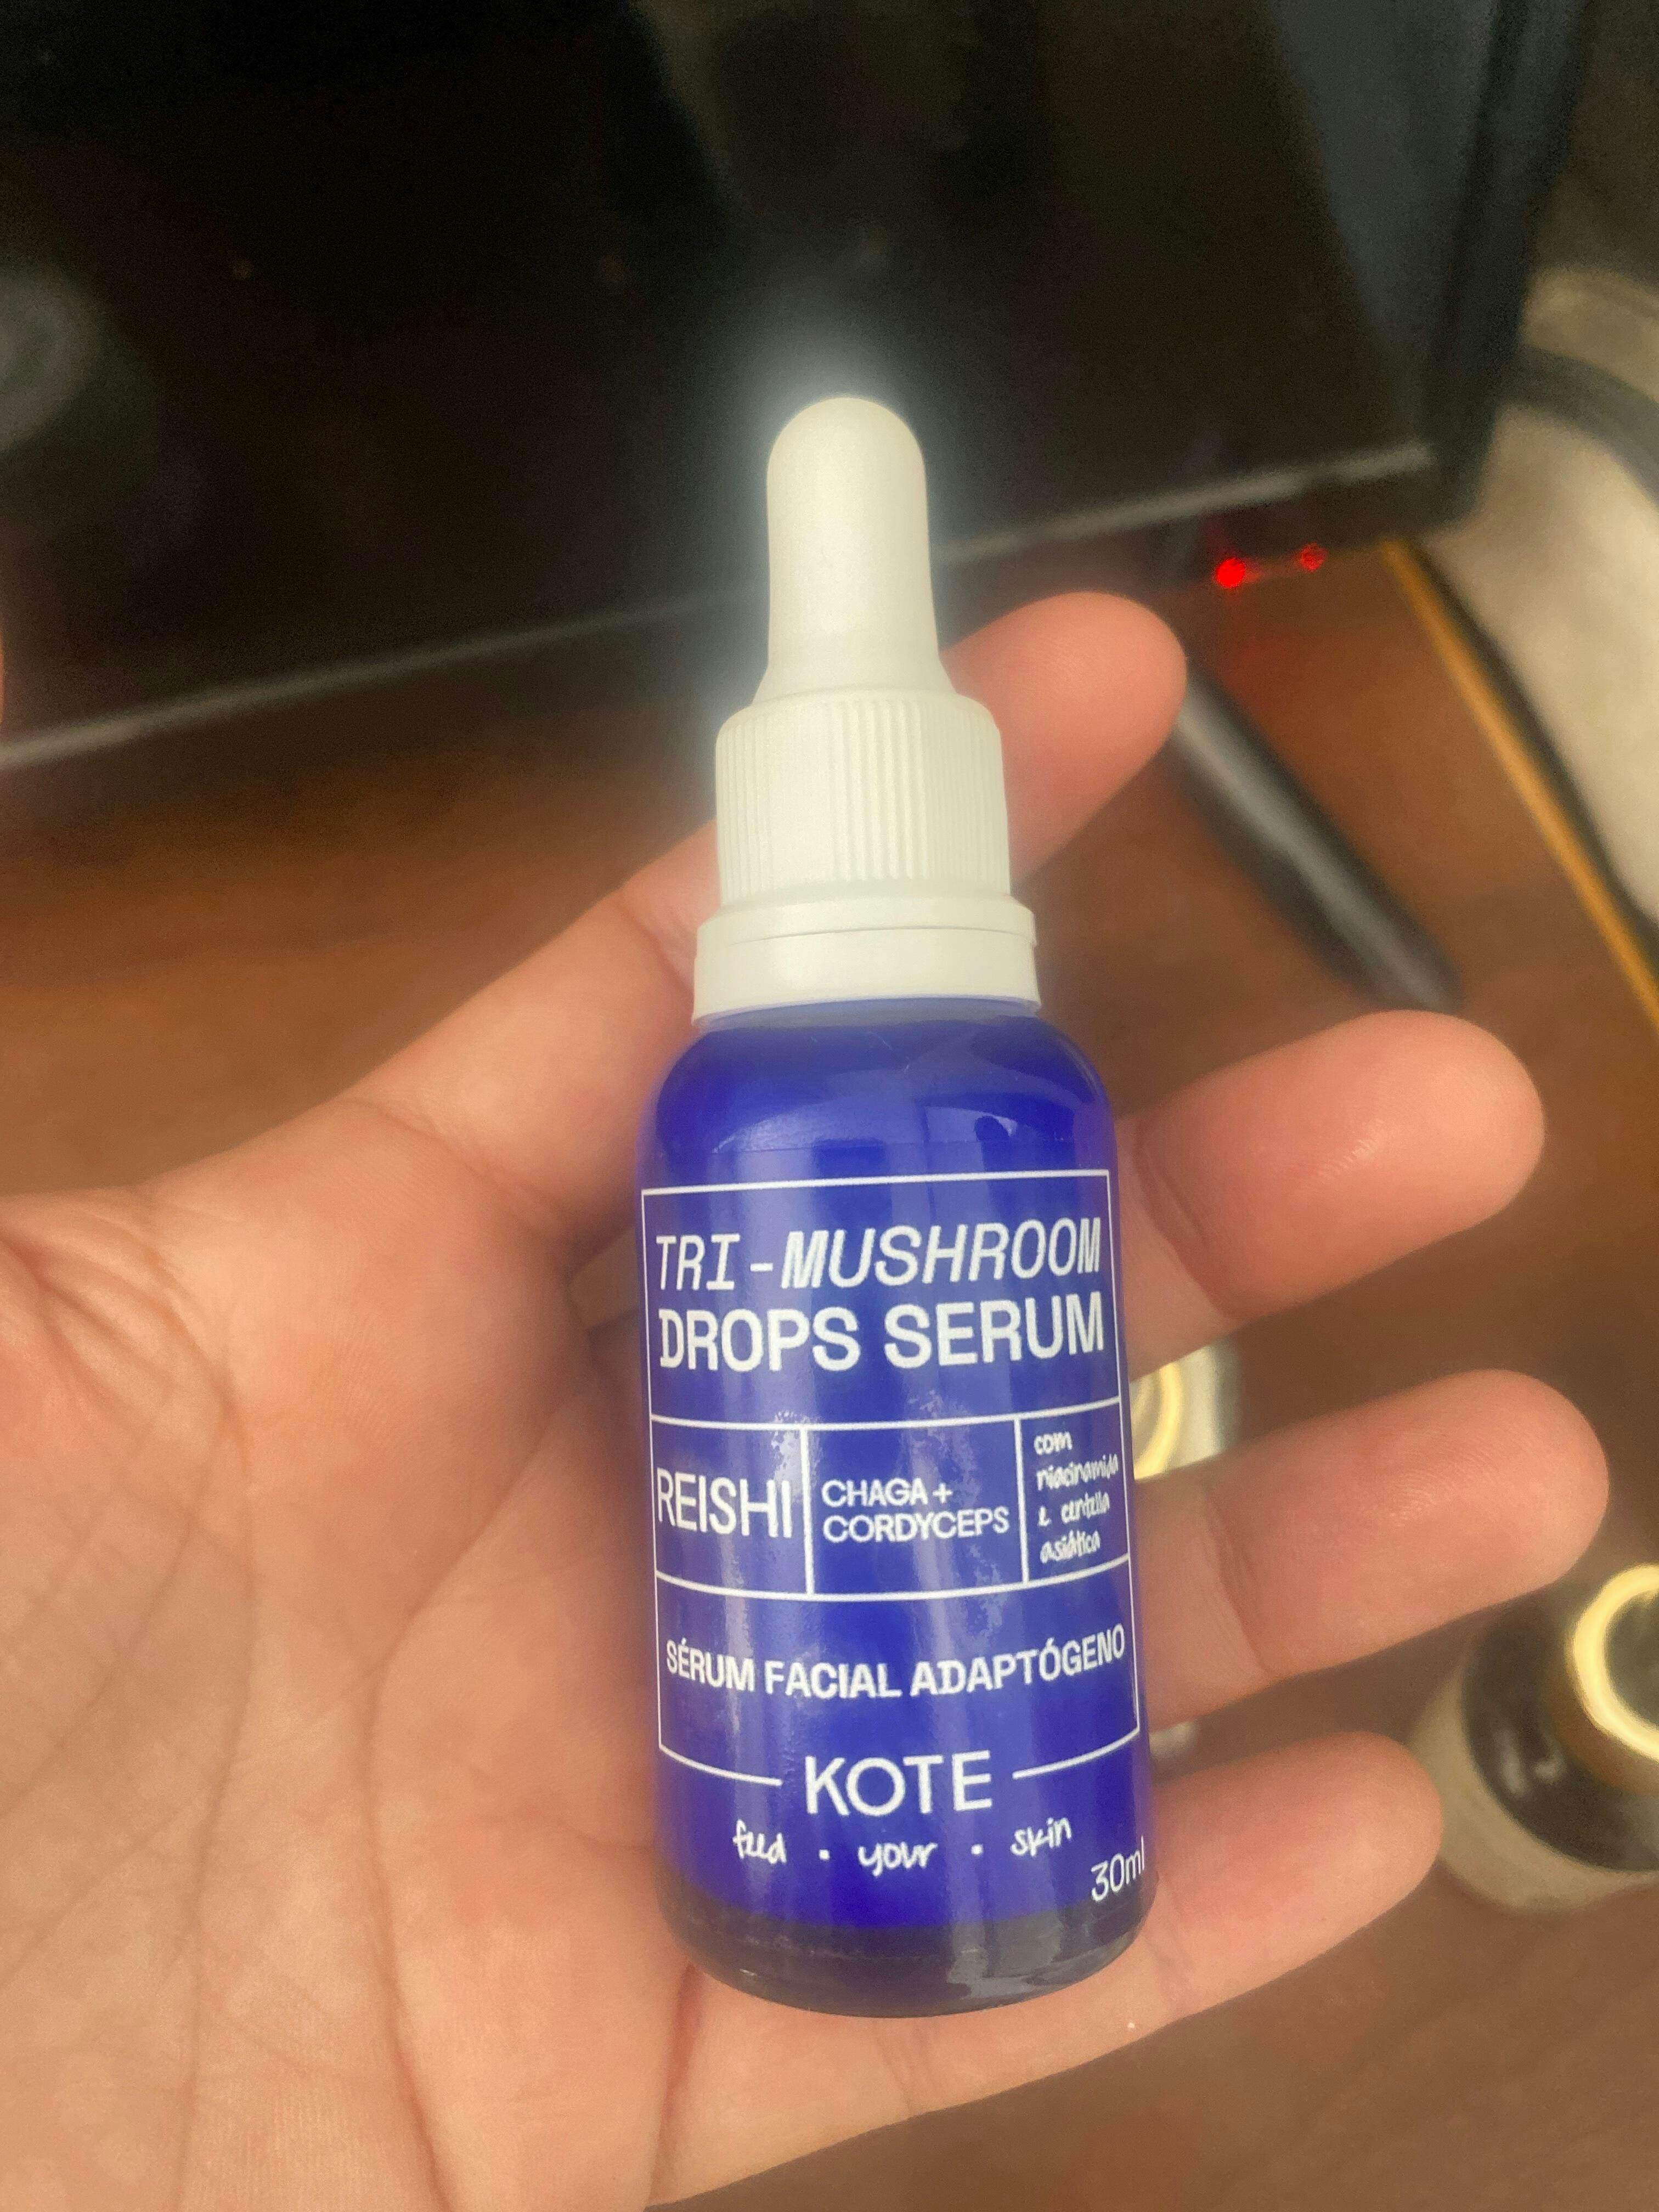 TRI-MUSHROOM
DROPS SERUM
REISHI
CHAGA +
CORDYCEPS
com
niacinamida
e centella
asiática
SÉRUM FACIAL ADAPTÓGENO
KOTE
feed • your • skin
30ml